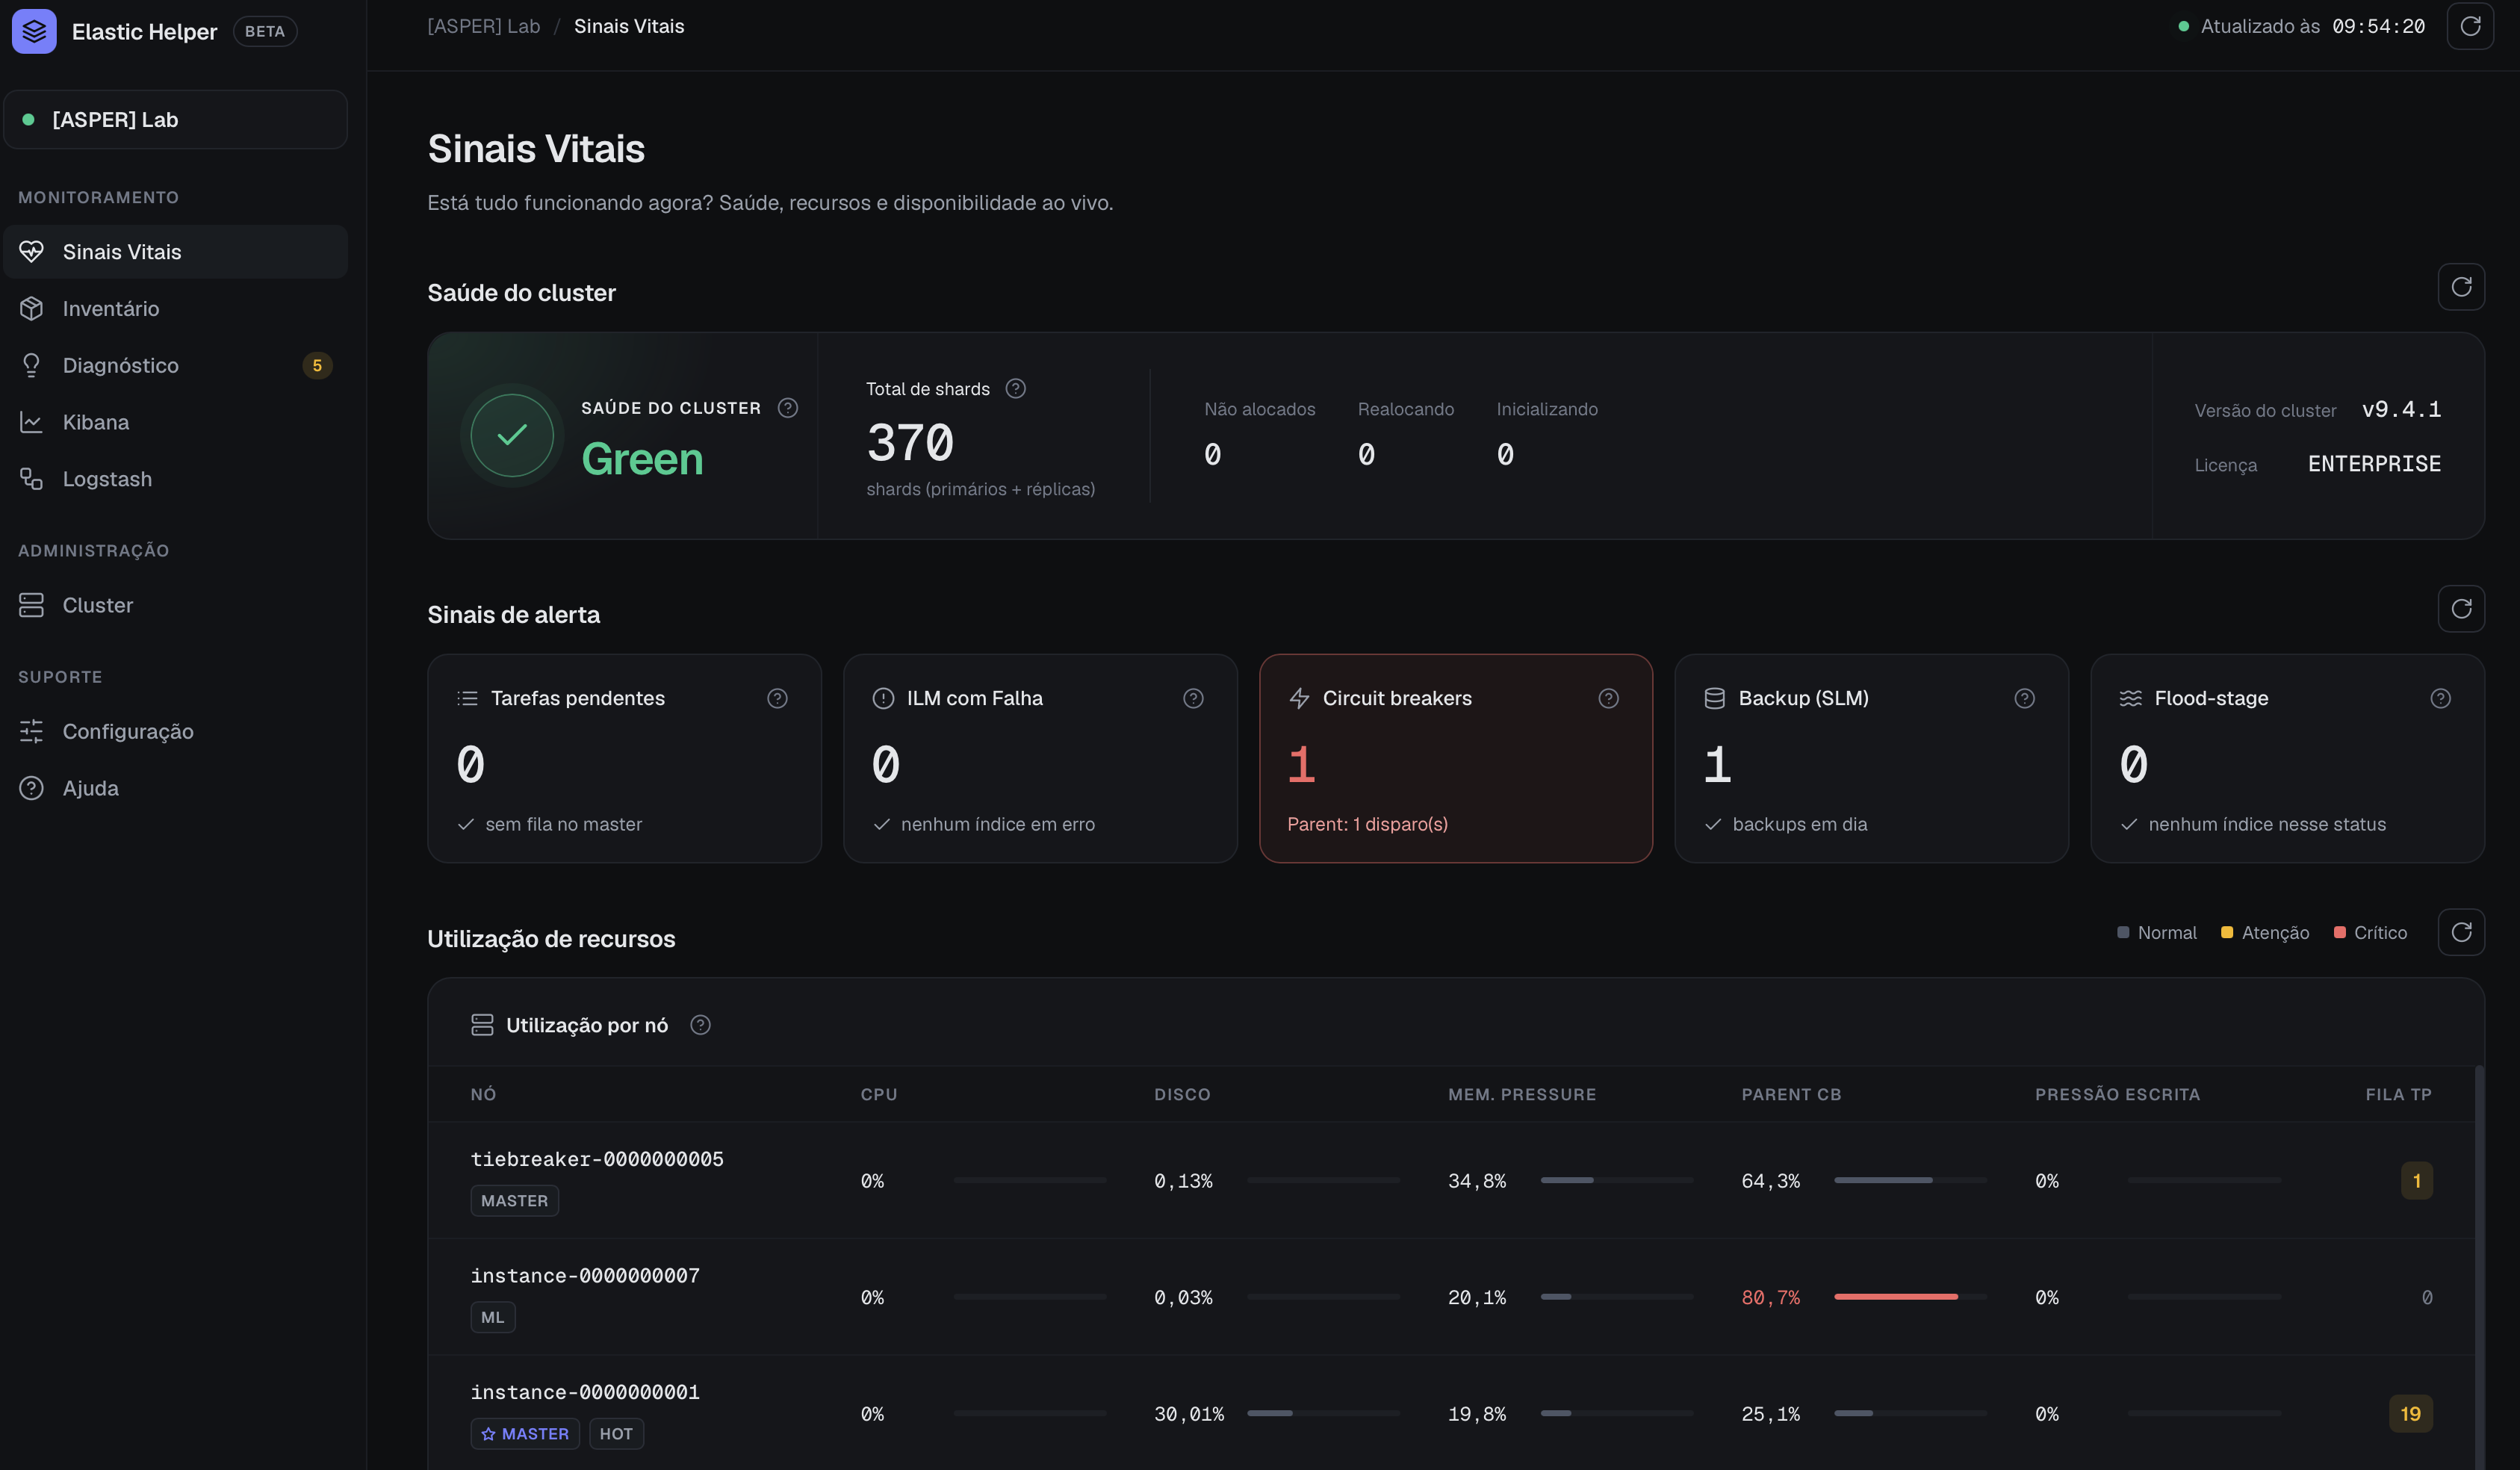 Elastic Helper BETA
[ASPER] Lab
MONITORAMENTO
Sinais Vitais
Inventário
Diagnóstico 5
Kibana
Logstash
ADMINISTRAÇÃO
Cluster
SUPORTE
Configuração
Ajuda
[ASPER] Lab / Sinais Vitais
Atualizado às 09:54:20
Sinais Vitais
Está tudo funcionando agora? Saúde, recursos e disponibilidade ao vivo.
Saúde do cluster
SAÚDE DO CLUSTER
Green
Total de shards
370
shards (primários + réplicas)
Não alocados Realocando Inicializando
0 0 0
Versão do cluster v9.4.1
Licença ENTERPRISE
Sinais de alerta
Tarefas pendentes
0
sem fila no master
ILM com Falha
0
nenhum índice em erro
Circuit breakers
1
Parent: 1 disparo(s)
Backup (SLM)
1
backups em dia
Flood-stage
0
nenhum índice nesse status
Utilização de recursos
Normal Atenção Crítico
Utilização por nó
NÓ CPU DISCO MEM. PRESSURE PARENT CB PRESSÃO ESCRITA FILA TP
tiebreaker-0000000005
MASTER
0% 0,13% 34,8% 64,3% 0% 1
instance-0000000007
ML
0% 0,03% 20,1% 80,7% 0% 0
instance-0000000001
MASTER HOT
0% 30,01% 19,8% 25,1% 0% 19